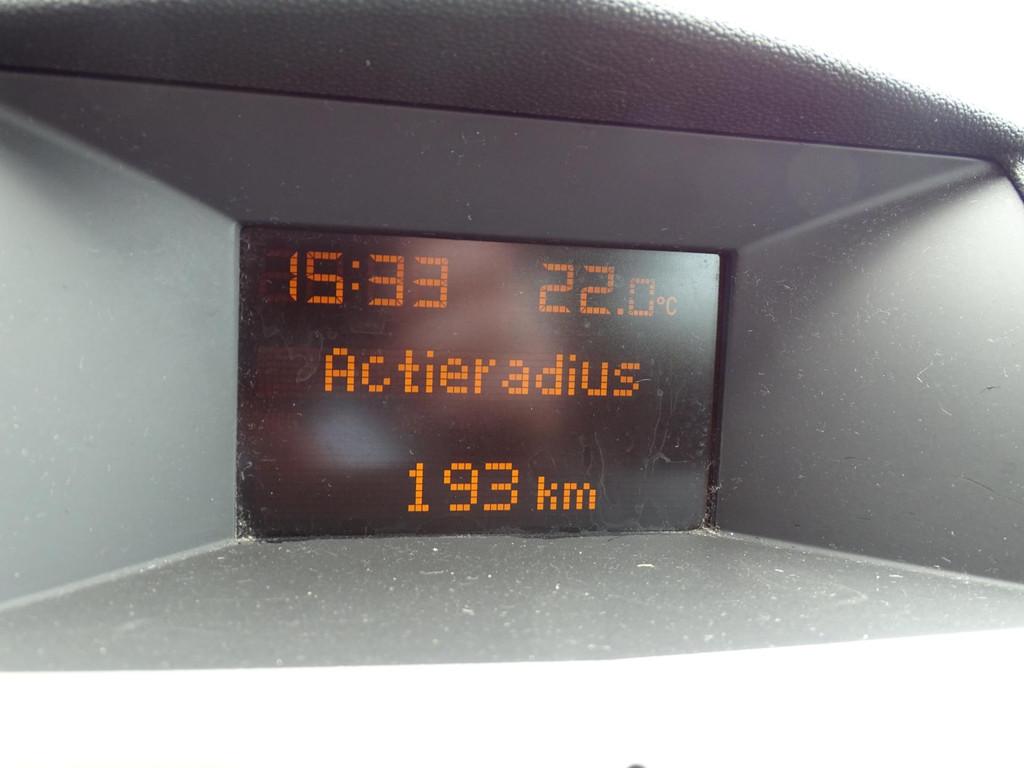 15:33 22.0°C
Actieradius
193 km